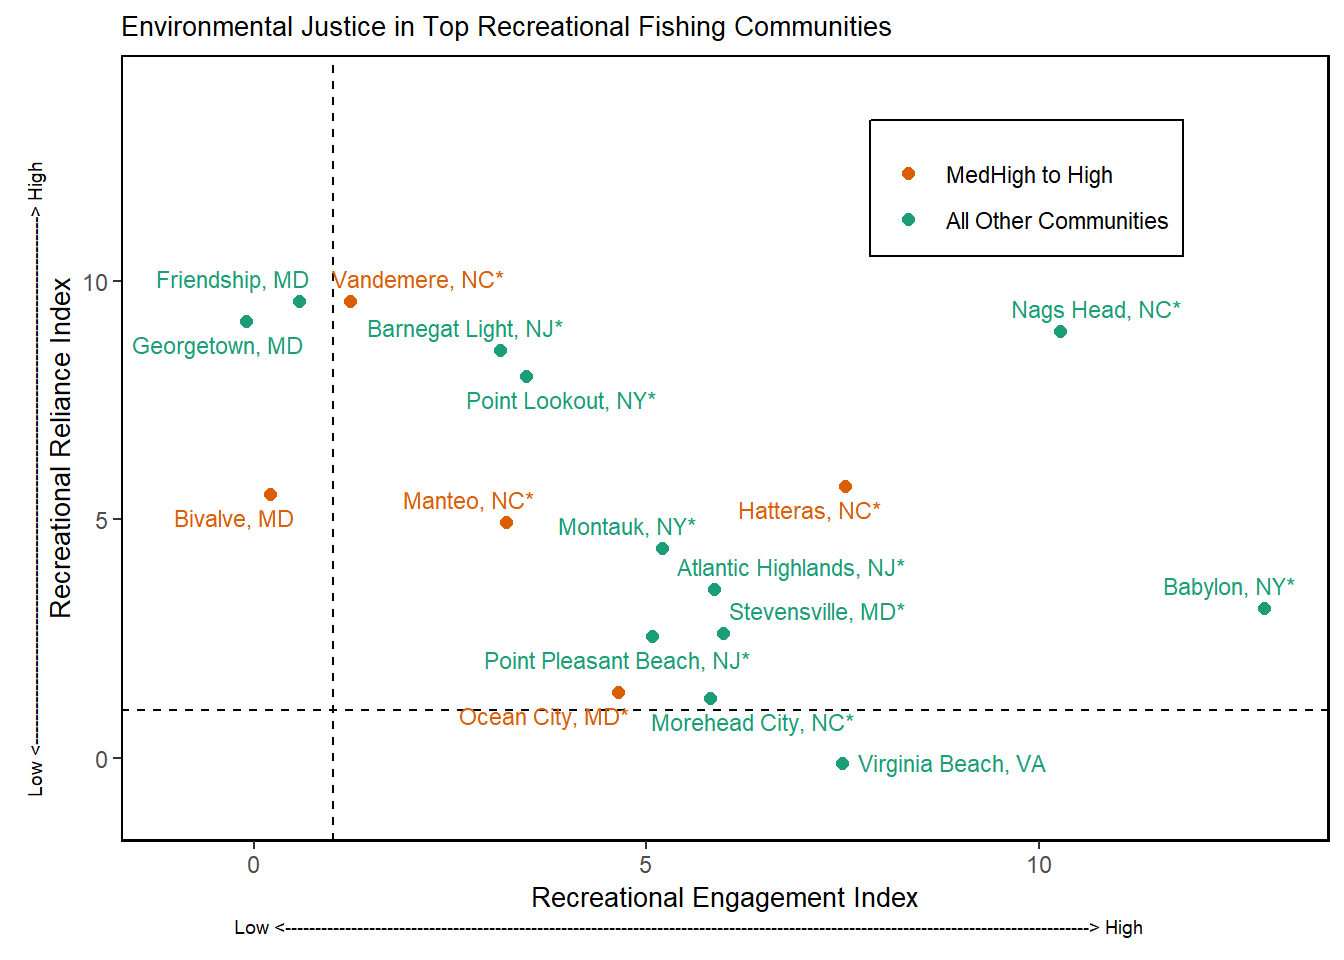 Environmental Justice in Top Recreational Fishing Communities
MedHigh to High
All Other Communities
Friendship, MD
Vandemere, NC*
Georgetown, MD
Barnegat Light, NJ*
Nags Head, NC*
Point Lookout, NY*
Bivalve, MD
Manteo, NC*
Hatteras, NC*
Montauk, NY*
Atlantic Highlands, NJ*
Babylon, NY*
Stevensville, MD*
Point Pleasant Beach, NJ*
Ocean City, MD*
Morehead City, NC*
Virginia Beach, VA
10
5
0
Recreational Reliance Index
Low <-----------------------------------------------------------------------------------------> High
0
5
10
Recreational Engagement Index
Low <--------------------------------------------------------------------------------------------------------------------------------------> High